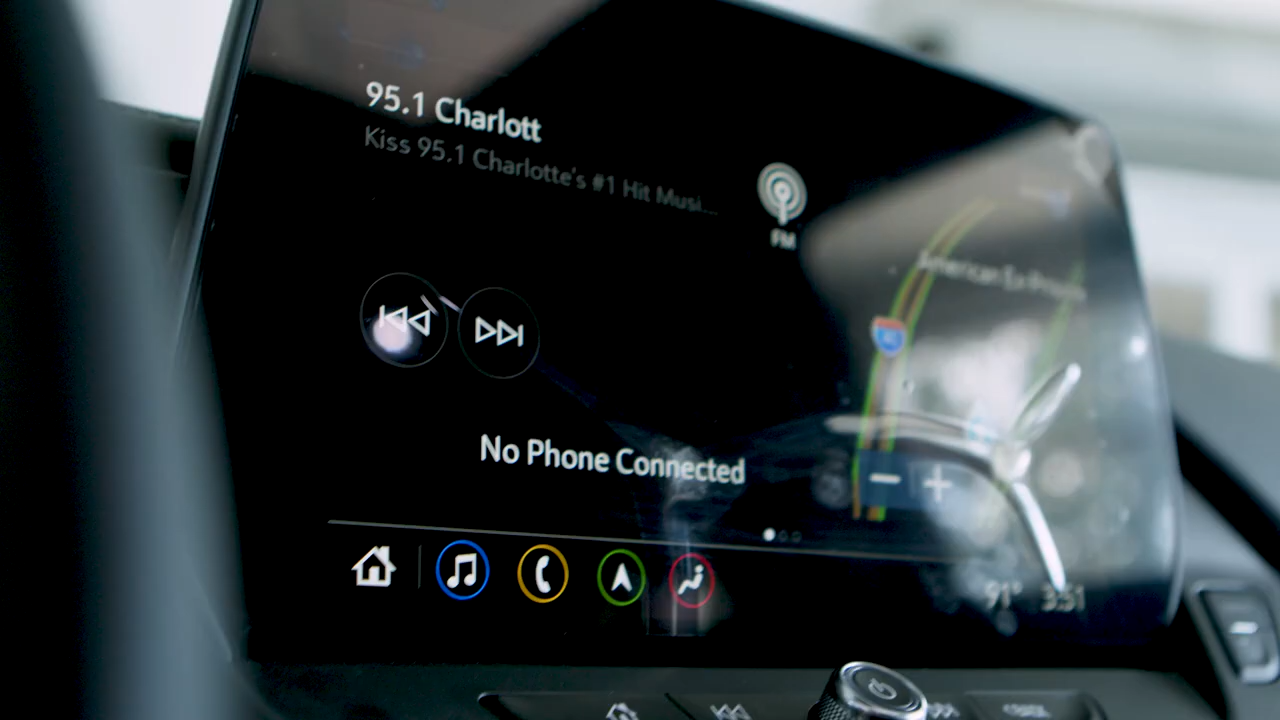 95.1 Charlott
Kiss 95.1 Charlotte's #1 Hit Musi...
FM
No Phone Connected
91° 3:51